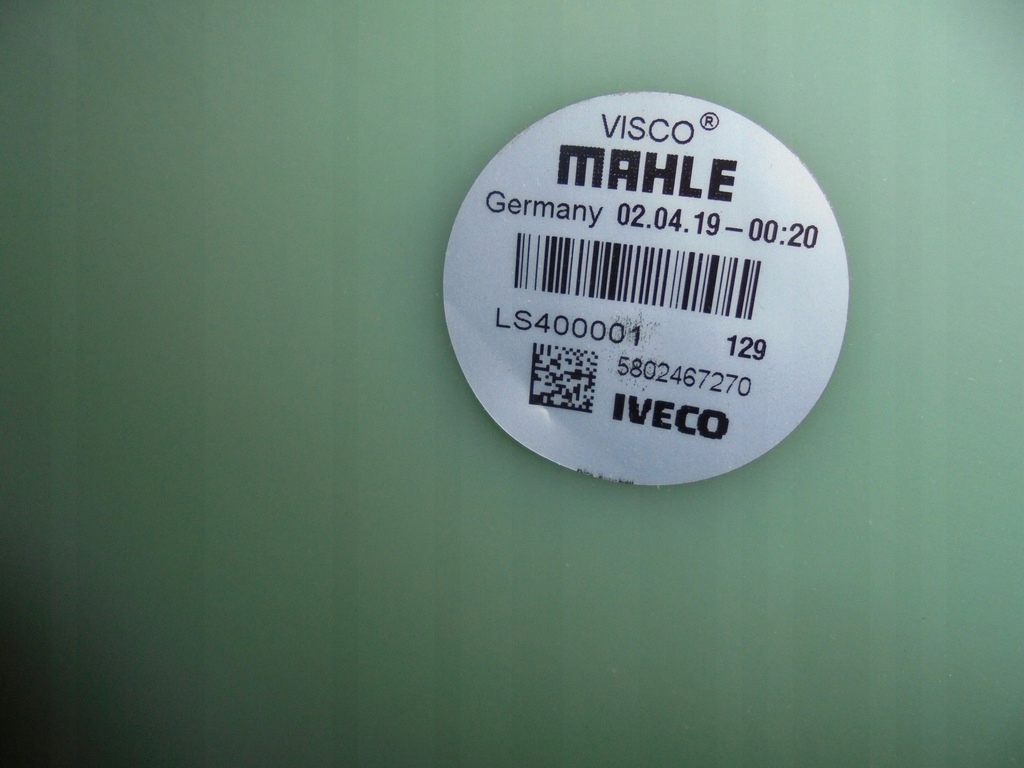 VISCO®
MAHLE
Germany 02.04.19-00:20
LS400001 129
5802467270
IVECO